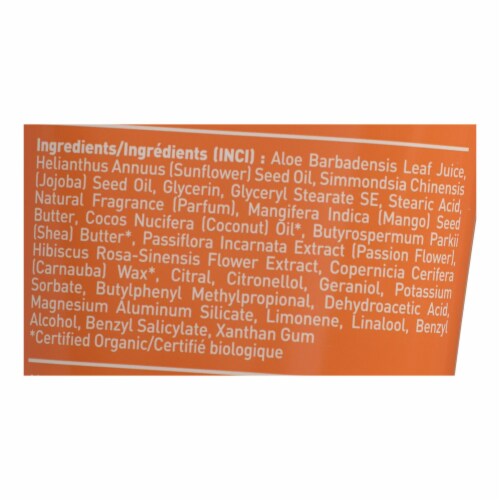 Ingredients/Ingrédients (INCI) : Aloe Barbadensis Leaf Juice,
Helianthus Annuus (Sunflower) Seed Oil, Simmondsia Chinensis
(Jojoba) Seed Oil, Glycerin, Glyceryl Stearate SE, Stearic Acid,
Natural Fragrance (Parfum), Mangifera Indica (Mango) Seed
Butter, Cocos Nucifera (Coconut) Oil*, Butyrospermum Parkii
(Shea) Butter*, Passiflora Incarnata Extract (Passion Flower),
Hibiscus Rosa-Sinensis Flower Extract, Copernicia Cerifera
(Carnauba) Wax*, Citral, Citronellol, Geraniol, Potassium
Sorbate, Butylphenyl Methylpropional, Dehydroacetic Acid,
Magnesium Aluminum Silicate, Limonene, Linalool, Benzyl
Alcohol, Benzyl Salicylate, Xanthan Gum
*Certified Organic/Certifié biologique